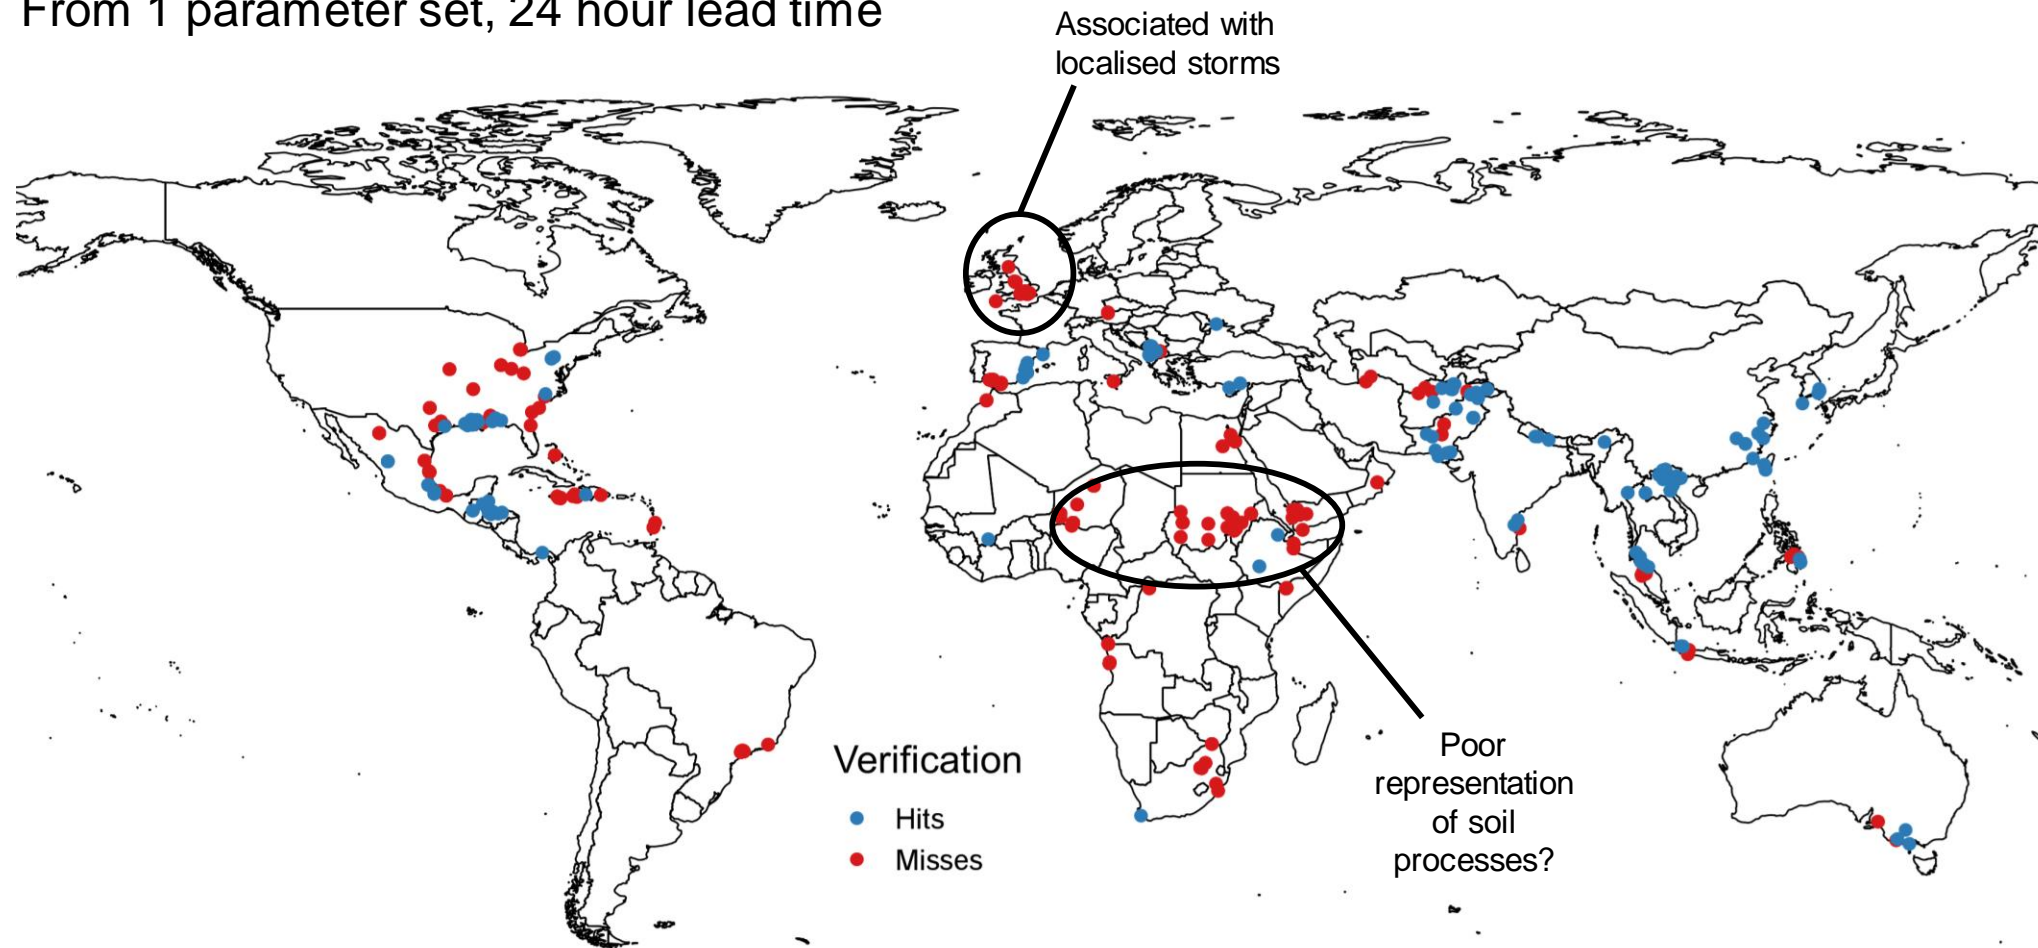 From 1 parameter set, 24 hour lead time
Associated with
localised storms
Verification
Hits
Misses
Poor
representation
of soil
processes?